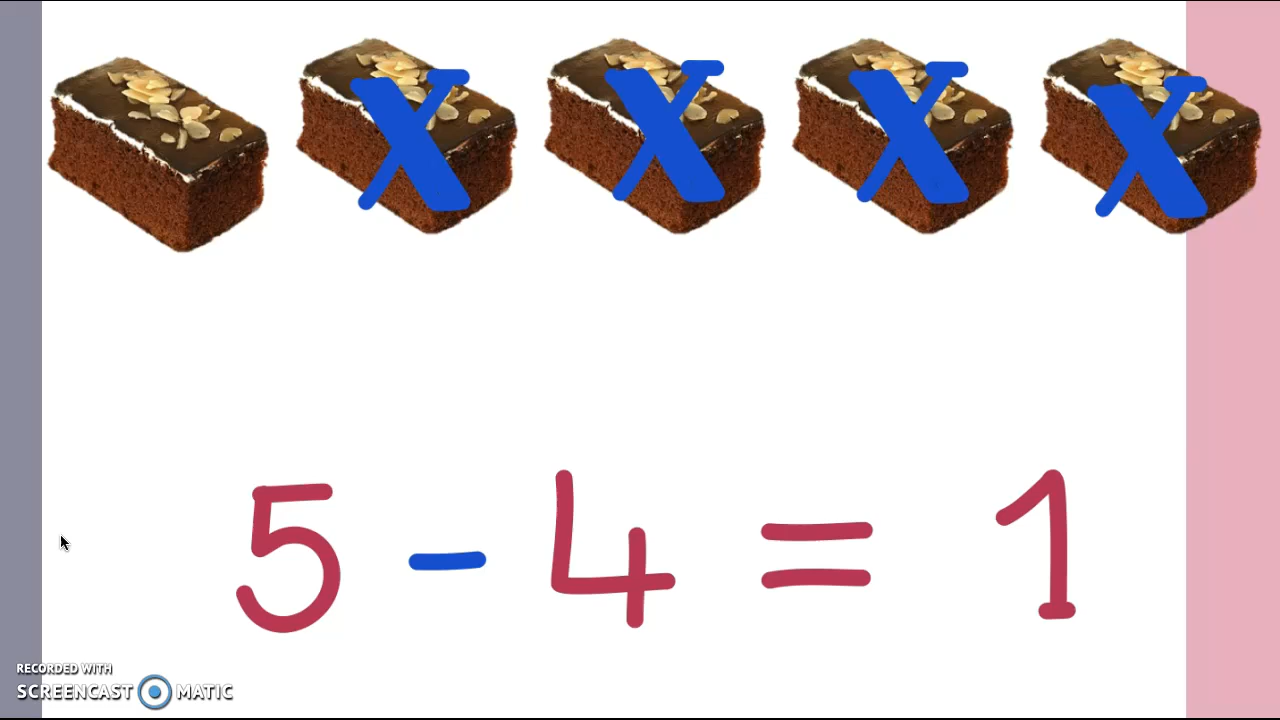 X X X X
5 - 4 = 1
RECORDED WITH
SCREENCAST MATIC